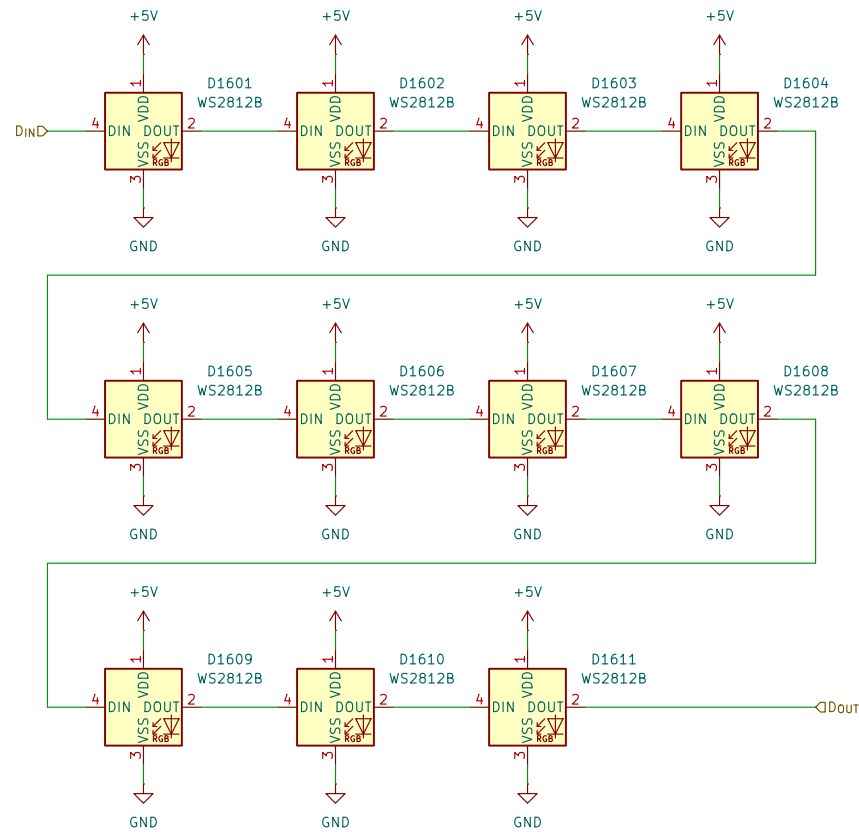 +5V +5V +5V +5V
1 D1601 1 D1602 1 D1603 1 D1604
VDD WS2812B VDD WS2812B VDD WS2812B VDD WS2812B
DIN 4 DIN DOUT 2 4 DIN DOUT 2 4 DIN DOUT 2 4 DIN DOUT 2
VSS RGB VSS RGB VSS RGB VSS RGB
3 3 3 3
GND GND GND GND
+5V +5V +5V +5V
1 D1605 1 D1606 1 D1607 1 D1608
VDD WS2812B VDD WS2812B VDD WS2812B VDD WS2812B
4 DIN DOUT 2 4 DIN DOUT 2 4 DIN DOUT 2 4 DIN DOUT 2
VSS RGB VSS RGB VSS RGB VSS RGB
3 3 3 3
GND GND GND GND
+5V +5V +5V
1 D1609 1 D1610 1 D1611
VDD WS2812B VDD WS2812B VDD WS2812B
4 DIN DOUT 2 4 DIN DOUT 2 4 DIN DOUT 2 DOUT
VSS RGB VSS RGB VSS RGB
3 3 3
GND GND GND